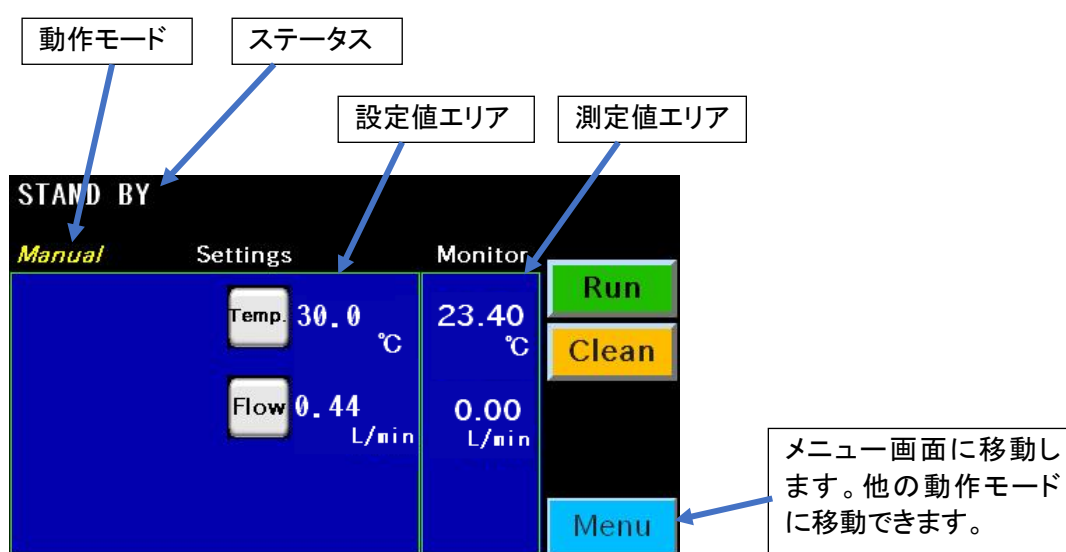 動作モード
ステータス
設定値エリア
測定値エリア
STAND BY
Manual
Settings
Monitor
Run
Temp.
30.0
℃
23.40
℃
Clean
Flow
0.44
L/min
0.00
L/min
メニュー画面に移動し
ます。他の動作モード
に移動できます。
Menu